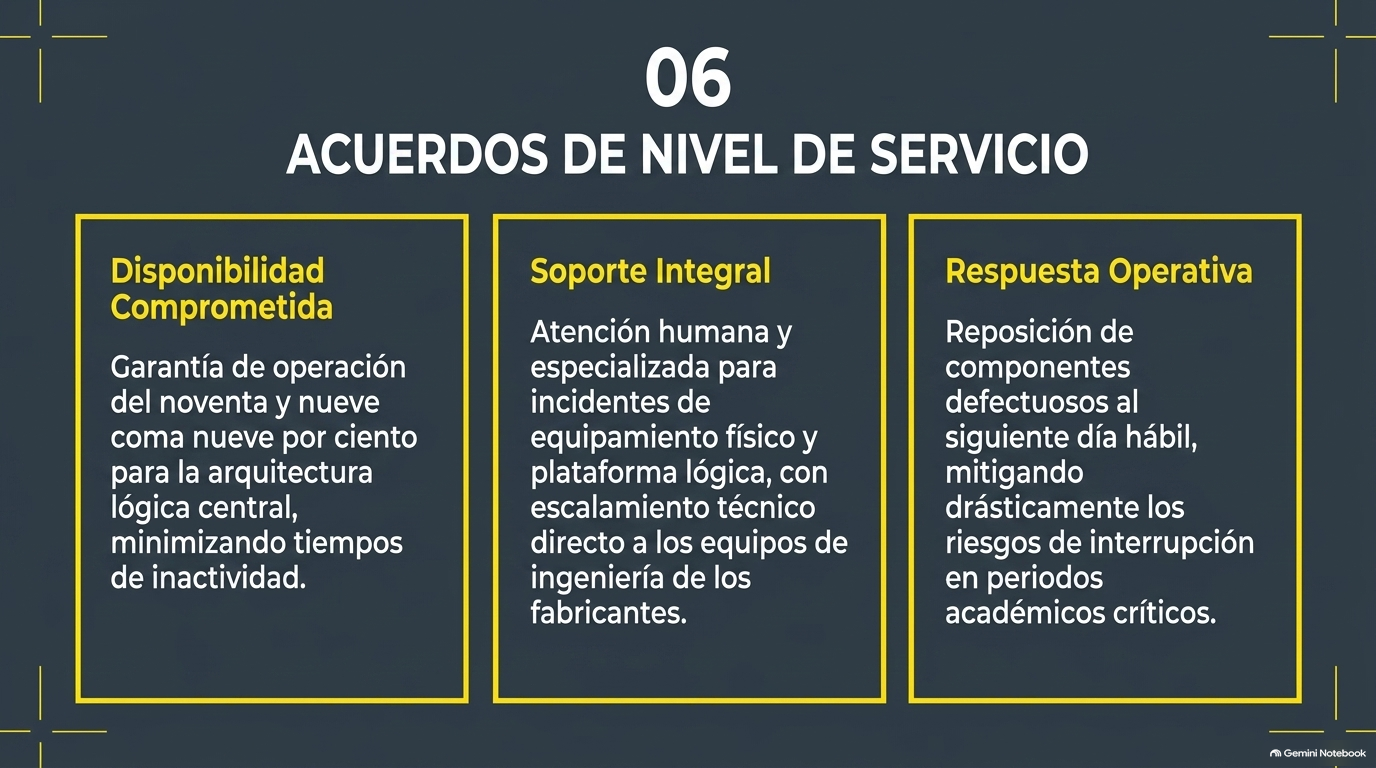 06
ACUERDOS DE NIVEL DE SERVICIO
Disponibilidad
Comprometida
Garantía de operación
del noventa y nueve
coma nueve por ciento
para la arquitectura
lógica central,
minimizando tiempos
de inactividad.
Soporte Integral
Atención humana y
especializada para
incidentes de
equipamiento físico y
plataforma lógica, con
escalamiento técnico
directo a los equipos de
ingeniería de los
fabricantes.
Respuesta Operativa
Reposición de
componentes
defectuosos al
siguiente día hábil,
mitigando
drásticamente los
riesgos de interrupción
en periodos
académicos críticos.
Gemini Notebook